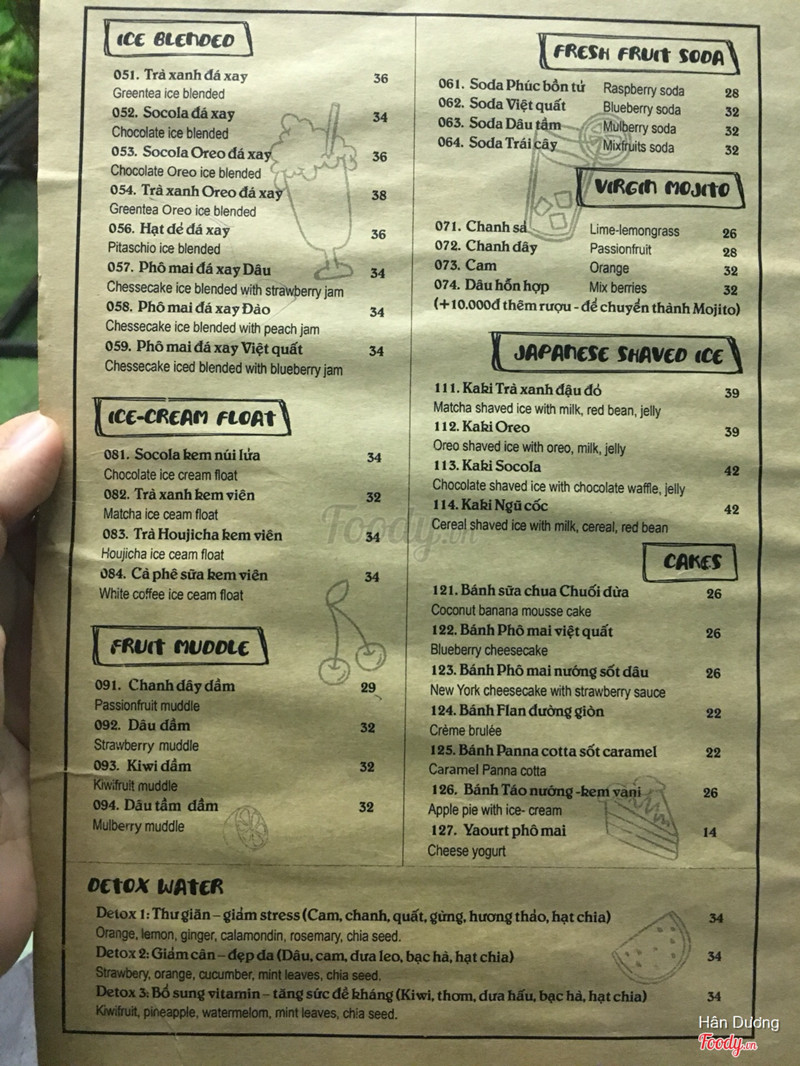 ICE BLENDED
051. Trà xanh đá xay 36
Greentea ice blended
052. Socola đá xay 34
Chocolate ice blended
053. Socola Oreo đá xay 36
Chocolate Oreo ice blended
054. Trà xanh Oreo đá xay 38
Greentea Oreo ice blended
056. Hạt dẻ đá xay 36
Pitaschio ice blended
057. Phô mai đá xay Dâu 34
Chessecake ice blended with strawberry jam
058. Phô mai đá xay Đào 34
Chessecake ice blended with peach jam
059. Phô mai đá xay Việt quất 34
Chessecake iced blended with blueberry jam
ICE-CREAM FLOAT
081. Socola kem núi lửa 34
Chocolate ice cream float
082. Trà xanh kem viên 32
Matcha ice ceam float
083. Trà Houjicha kem viên 34
Houjicha ice ceam float
084. Cà phê sữa kem viên 34
White coffee ice ceam float
FRUIT MUDDLE
091. Chanh dây dầm 29
Passionfruit muddle
092. Dâu dầm 32
Strawberry muddle
093. Kiwi dầm 32
Kiwifruit muddle
094. Dâu tằm dầm 32
Mulberry muddle
FRESH FRUIT SODA
061. Soda Phúc bồn tử Raspberry soda 28
062. Soda Việt quất Blueberry soda 32
063. Soda Dâu tằm Mulberry soda 32
064. Soda Trái cây Mixfruits soda 32
VIRGIN MOJITO
071. Chanh sả Lime-lemongrass 26
072. Chanh dây Passionfruit 28
073. Cam Orange 32
074. Dâu hỗn hợp Mix berries 32
(+10.000đ thêm rượu - để chuyển thành Mojito)
JAPANESE SHAVED ICE
111. Kaki Trà xanh đậu đỏ 39
Matcha shaved ice with milk, red bean, jelly
112. Kaki Oreo 39
Oreo shaved ice with oreo, milk, jelly
113. Kaki Socola 42
Chocolate shaved ice with chocolate waffle, jelly
114. Kaki Ngũ cốc 42
Cereal shaved ice with milk, cereal, red bean
CAKES
121. Bánh sữa chua Chuối dừa 26
Coconut banana mousse cake
122. Bánh Phô mai việt quất 26
Blueberry cheesecake
123. Bánh Phô mai nướng sốt dâu 26
New York cheesecake with strawberry sauce
124. Bánh Flan đường giòn 22
Crème brulée
125. Bánh Panna cotta sốt caramel 22
Caramel Panna cotta
126. Bánh Táo nướng -kem vani 26
Apple pie with ice- cream
127. Yaourt phô mai 14
Cheese yogurt
DETOX WATER
Detox 1: Thư giãn – giảm stress (Cam, chanh, quất, gừng, hương thảo, hạt chia) 34
Orange, lemon, ginger, calamondin, rosemary, chia seed.
Detox 2: Giảm cân – đẹp da (Dâu, cam, dưa leo, bạc hà, hạt chia) 34
Strawbery, orange, cucumber, mint leaves, chia seed.
Detox 3: Bổ sung vitamin – tăng sức đề kháng (Kiwi, thơm, dưa hấu, bạc hà, hạt chia) 34
Kiwifruit, pineapple, watermelom, mint leaves, chia seed.
Foody.vn
Hân Dương
Foody.vn